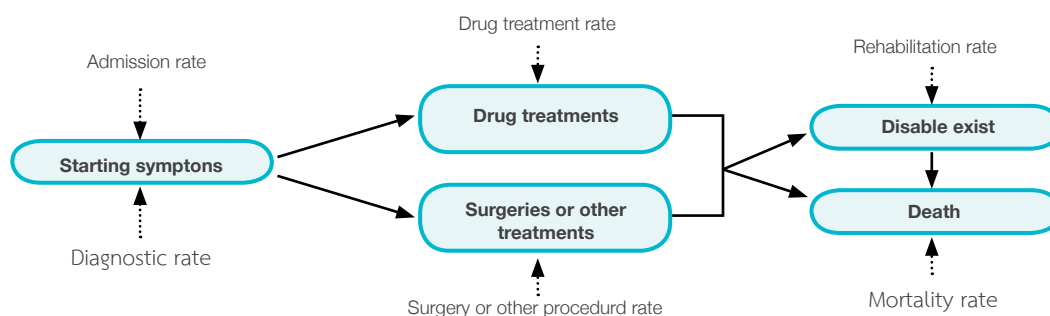 Drug treatment rate
Admission rate
Rehabilitation rate
Drug treatments
Disable exist
Starting symptons
Surgeries or other
treatments
Death
Diagnostic rate
Surgery or other procedurd rate
Mortality rate